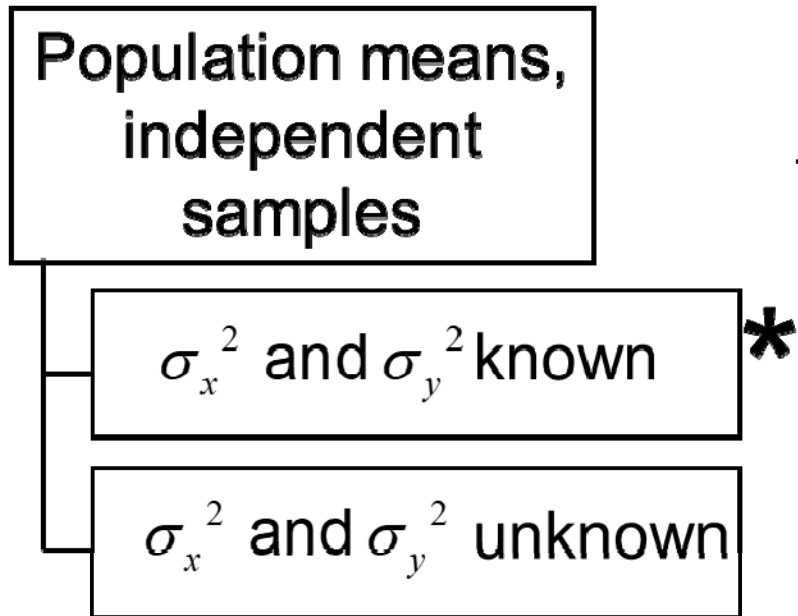 Population means,
independent
samples
σx² and σy² known
*
σx² and σy² unknown